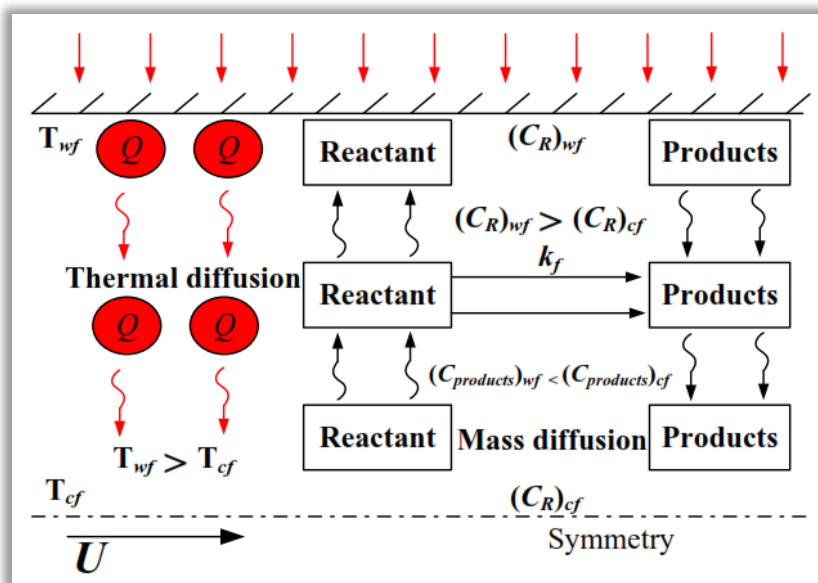 T_wf Q Q Reactant (C_R)_wf Products
(C_R)_wf > (C_R)_cf
k_f
Thermal diffusion Reactant Products
Q Q
(C_products)_wf < (C_products)_cf
Reactant Mass diffusion Products
T_wf > T_cf
T_cf (C_R)_cf
U Symmetry